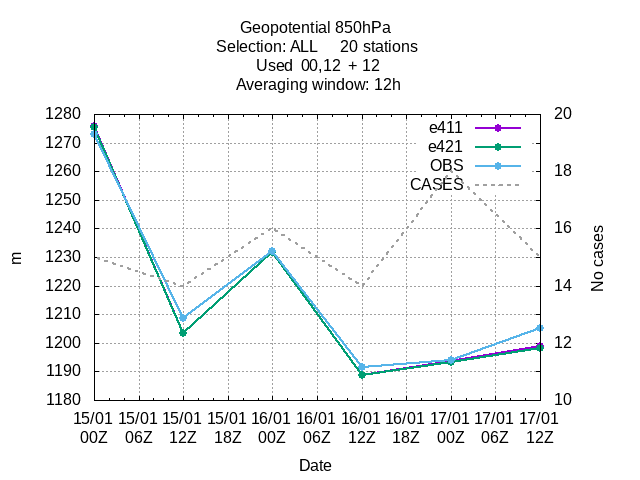 Geopotential 850hPa
Selection: ALL 20 stations
Used 00,12 + 12
Averaging window: 12h
1280
1270
1260
1250
1240
1230
1220
1210
1200
1190
1180
m
20
18
16
14
12
10
No cases
e411
e421
OBS
CASES
15/01 15/01 15/01 15/01 16/01 16/01 16/01 16/01 17/01 17/01 17/01
00Z 06Z 12Z 18Z 00Z 06Z 12Z 18Z 00Z 06Z 12Z
Date